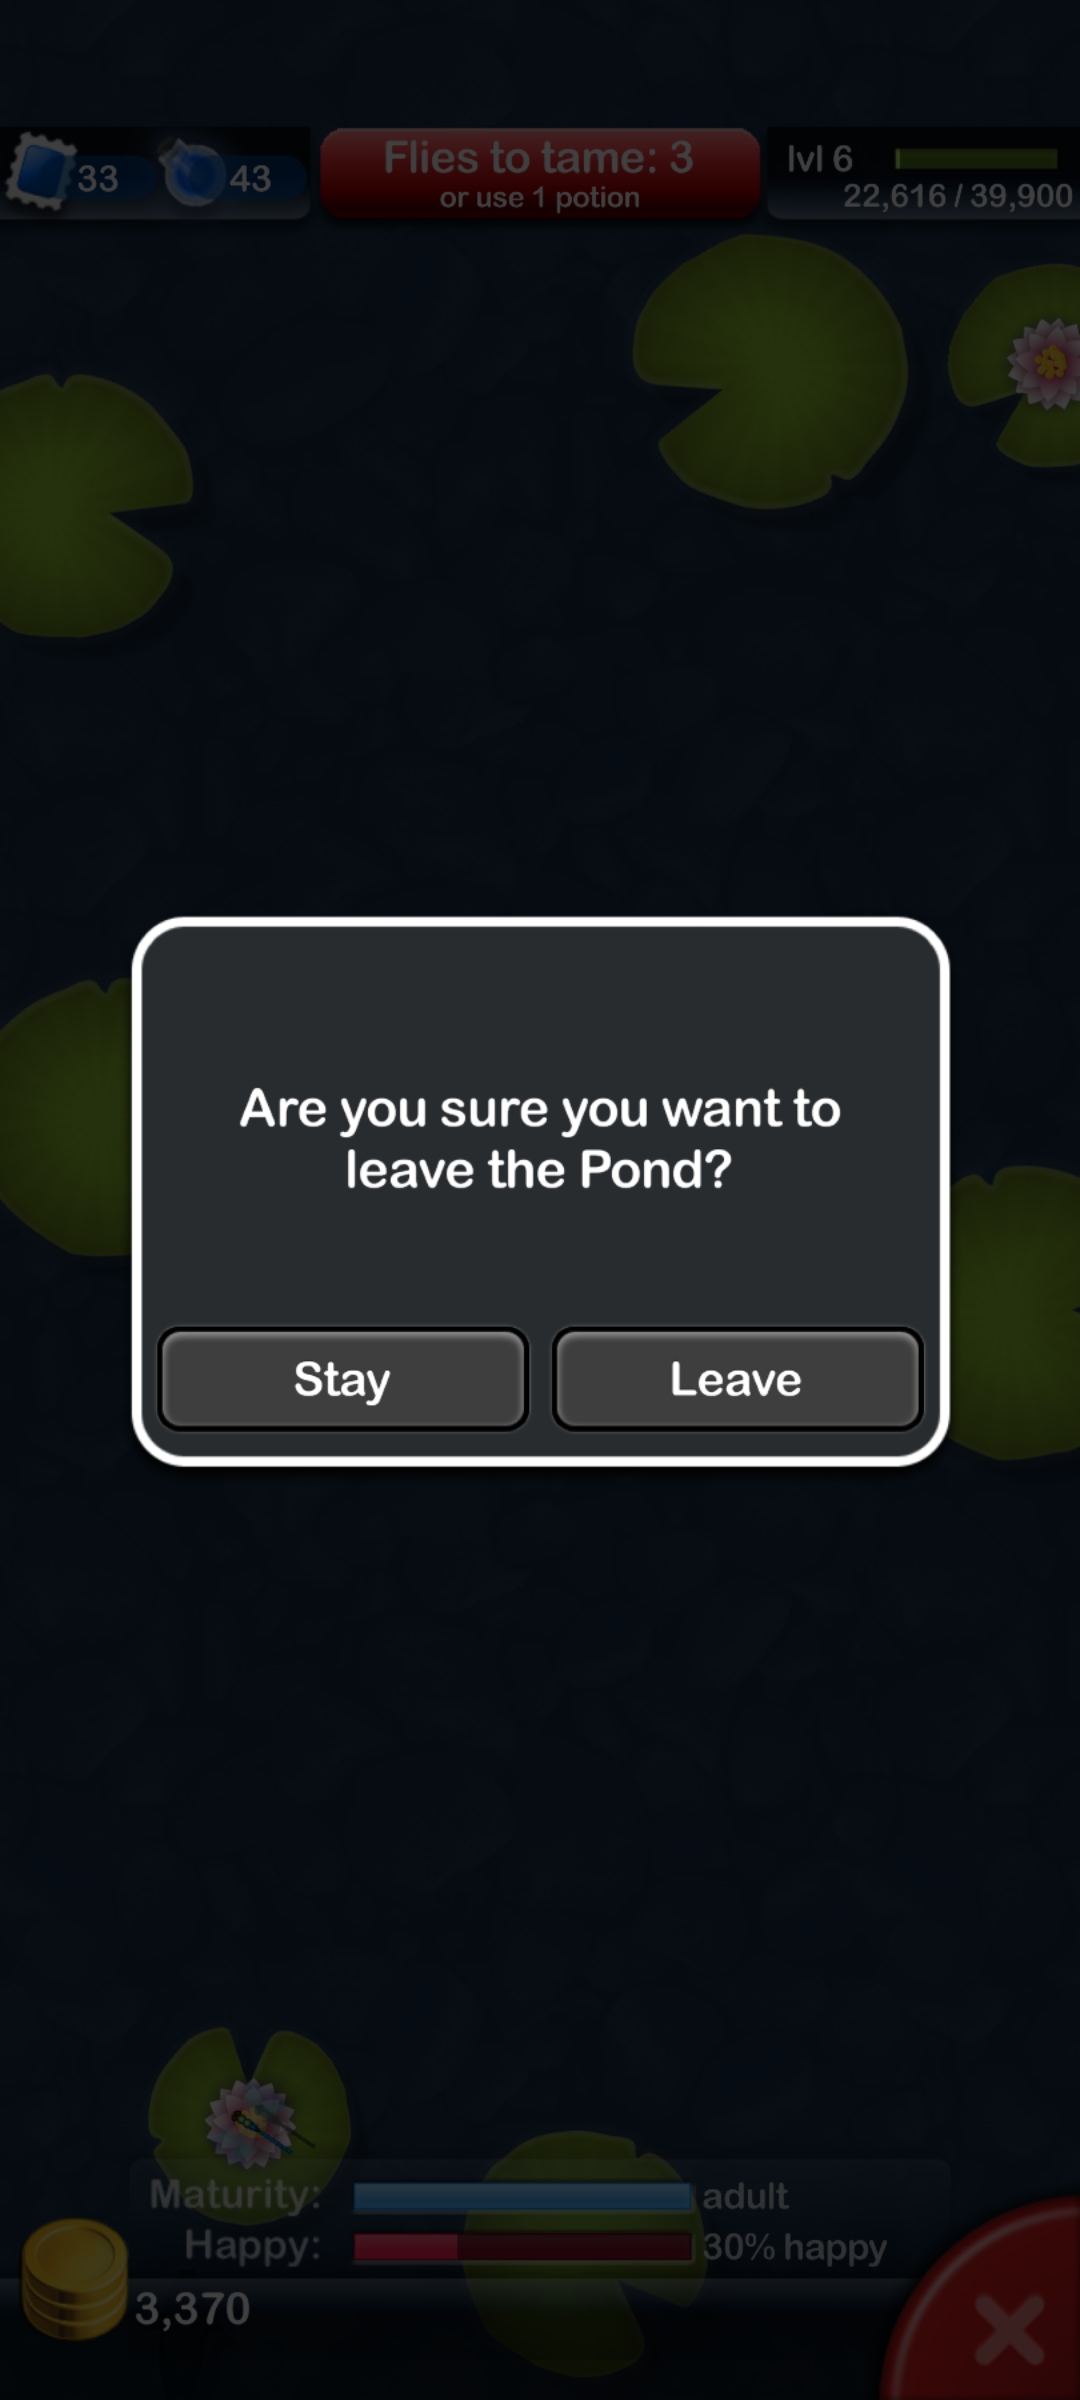 33
43
Flies to tame: 3
or use 1 potion
lvl 6
22,616 / 39,900
Are you sure you want to
leave the Pond?
Stay
Leave
Maturity:
adult
Happy:
30% happy
3,370